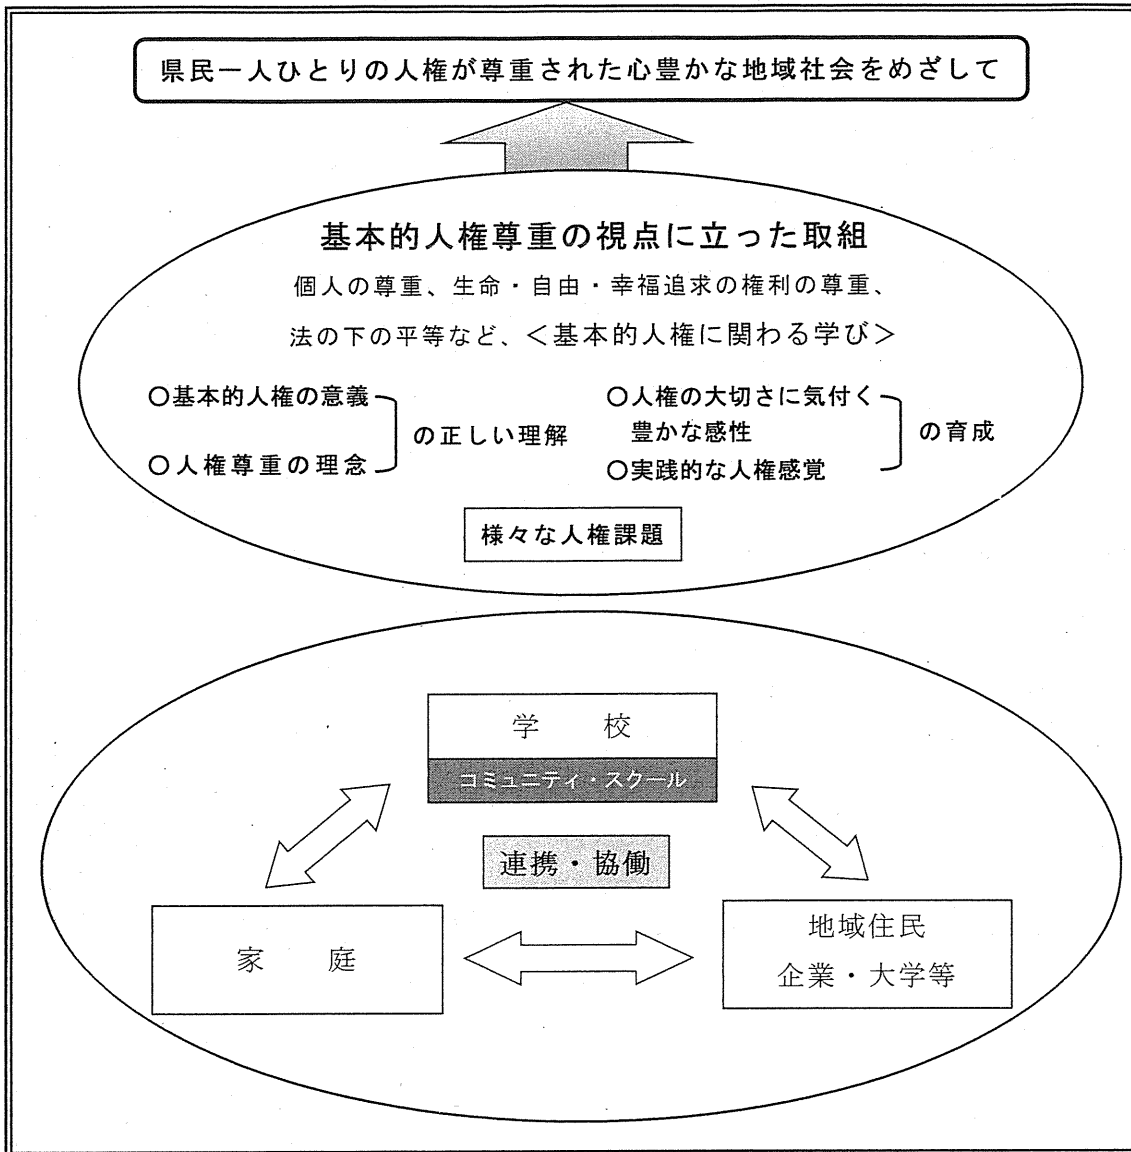 県民一人ひとりの人権が尊重された心豊かな地域社会をめざして
基本的人権尊重の視点に立った取組
個人の尊重、生命・自由・幸福追求の権利の尊重、
法の下の平等など、＜基本的人権に関わる学び＞
〇基本的人権の意義
〇人権尊重の理念
の正しい理解
〇人権の大切さに気付く
豊かな感性
〇実践的な人権感覚
の育成
様々な人権課題
学　校
コミュニティ・スクール
連携・協働
家　庭
地域住民
企業・大学等